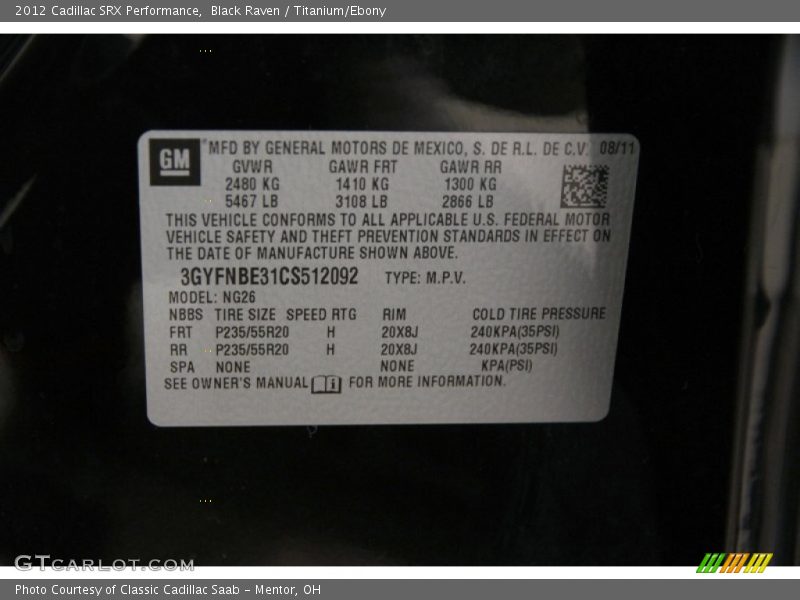 2012 Cadillac SRX Performance,  Black Raven / Titanium/Ebony
GM
MFD BY GENERAL MOTORS DE MEXICO, S. DE R.L. DE C.V. 08/11
GVWR GAWR FRT GAWR RR
2480 KG 1410 KG 1300 KG
5467 LB 3108 LB 2866 LB
THIS VEHICLE CONFORMS TO ALL APPLICABLE U.S. FEDERAL MOTOR
VEHICLE SAFETY AND THEFT PREVENTION STANDARDS IN EFFECT ON
THE DATE OF MANUFACTURE SHOWN ABOVE.
3GYFNBE31CS512092 TYPE: M.P.V.
MODEL: NG26
NBBS TIRE SIZE SPEED RTG RIM COLD TIRE PRESSURE
FRT P235/55R20 H 20X8J 240KPA(35PSI)
RR P235/55R20 H 20X8J 240KPA(35PSI)
SPA NONE NONE KPA(PSI)
SEE OWNER'S MANUAL FOR MORE INFORMATION.
GTCARLOT.COM
Photo Courtesy of Classic Cadillac Saab - Mentor, OH